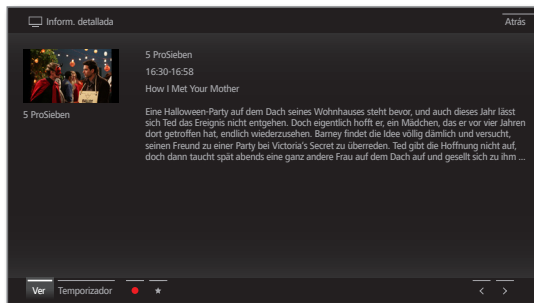 Inform. detallada
Atrás
5 ProSieben
16:30-16:58
How I Met Your Mother
5 ProSieben
Eine Halloween-Party auf dem Dach seines Wohnhauses steht bevor, und auch dieses Jahr lässt
sich Ted das Ereignis nicht entgehen. Doch eigentlich hofft er, ein Mädchen, das er vor vier Jahren
dort getroffen hat, endlich wiederzusehen. Barney findet die Idee völlig dämlich und versucht,
seinen Freund zu einer Party bei Victoria's Secret zu überreden. Ted gibt die Hoffnung nicht auf,
doch dann taucht spät abends eine ganz andere Frau auf dem Dach auf und gesellt sich zu ihm ...
Ver
Temporizador